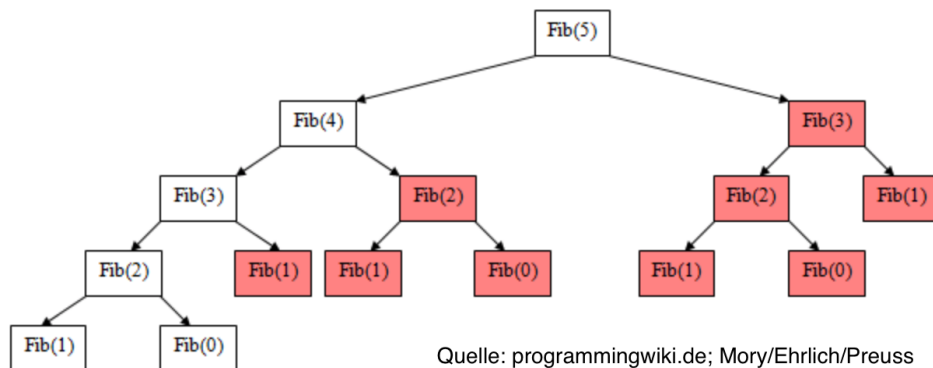 Fib(5)
Fib(4) Fib(3)
Fib(3) Fib(2) Fib(2) Fib(1)
Fib(2) Fib(1) Fib(1) Fib(0) Fib(1) Fib(0)
Fib(1) Fib(0)
Quelle: programmingwiki.de; Mory/Ehrlich/Preuss